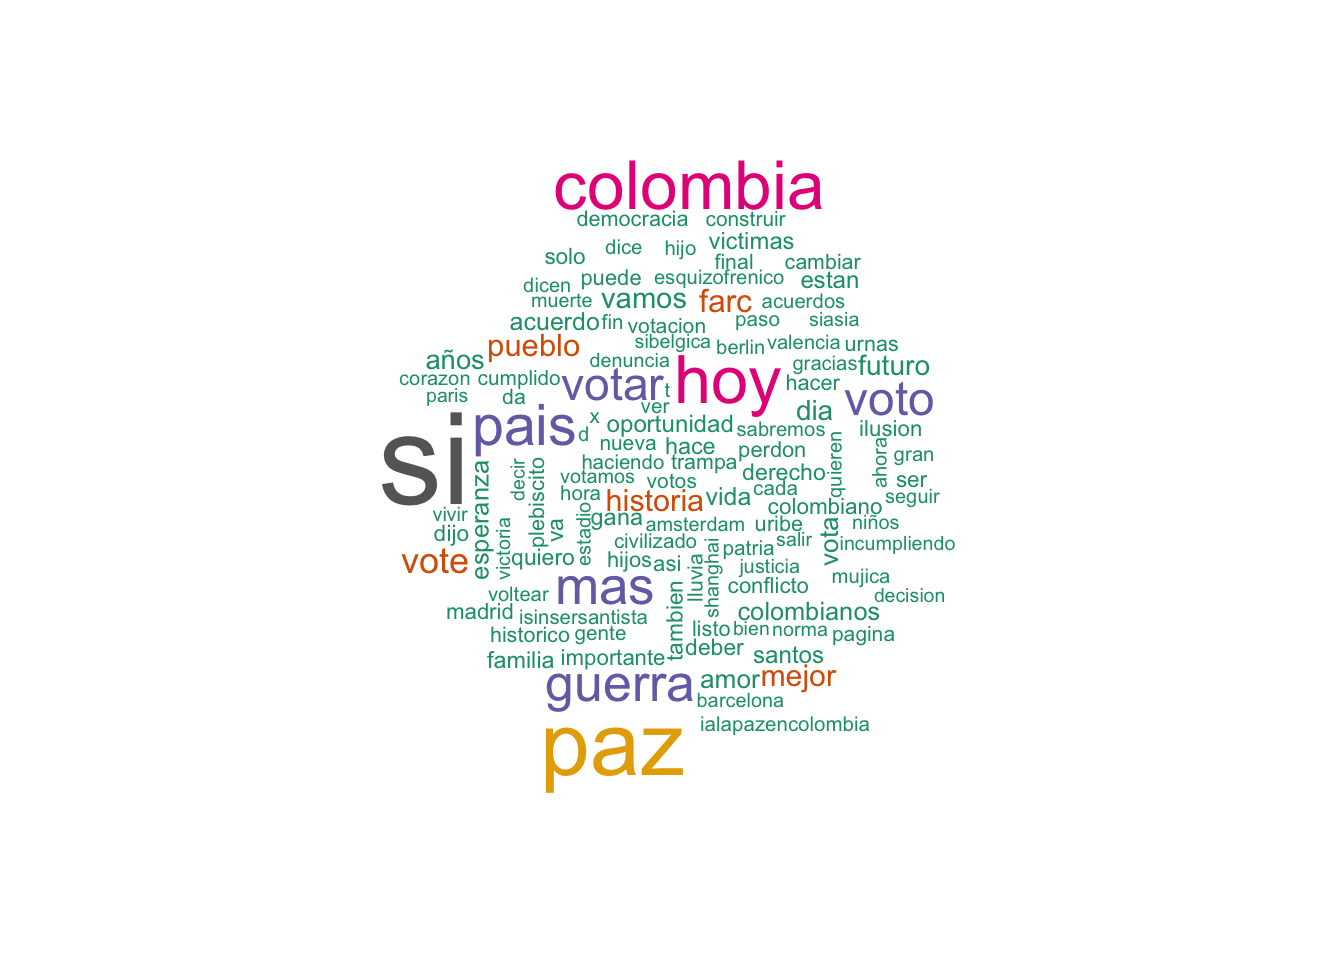 colombia
democracia construir
solo dice hijo victimas
final cambiar
dicen puede esquizofrenico estan
muerte vamos farc acuerdos
acuerdo fin votacion paso siasia
pueblo sibelgica berlin valencia urnas
años denuncia gracias futuro
corazon cumplido votar t hoy hacer voto
paris da ver dia
si pais x d oportunidad sabremos ilusion
nueva hace perdon quieren ahora gran
esperanza decir plebiscito haciendo trampa derecho ser
votamos votos cada seguir
hora historia vida colombiano
vivir victoria va estadio gana amsterdam uribe vota niños
dijo civilizado patria salir incumpliendo
vote quiero hijos asi lluvia shanghai justicia mujica
voltear mas conflicto decision
madrid isinsersantista tambien colombianos
historico gente listo bien norma pagina
familia importante deber santos
guerra amor mejor
barcelona
paz ialapazencolombia